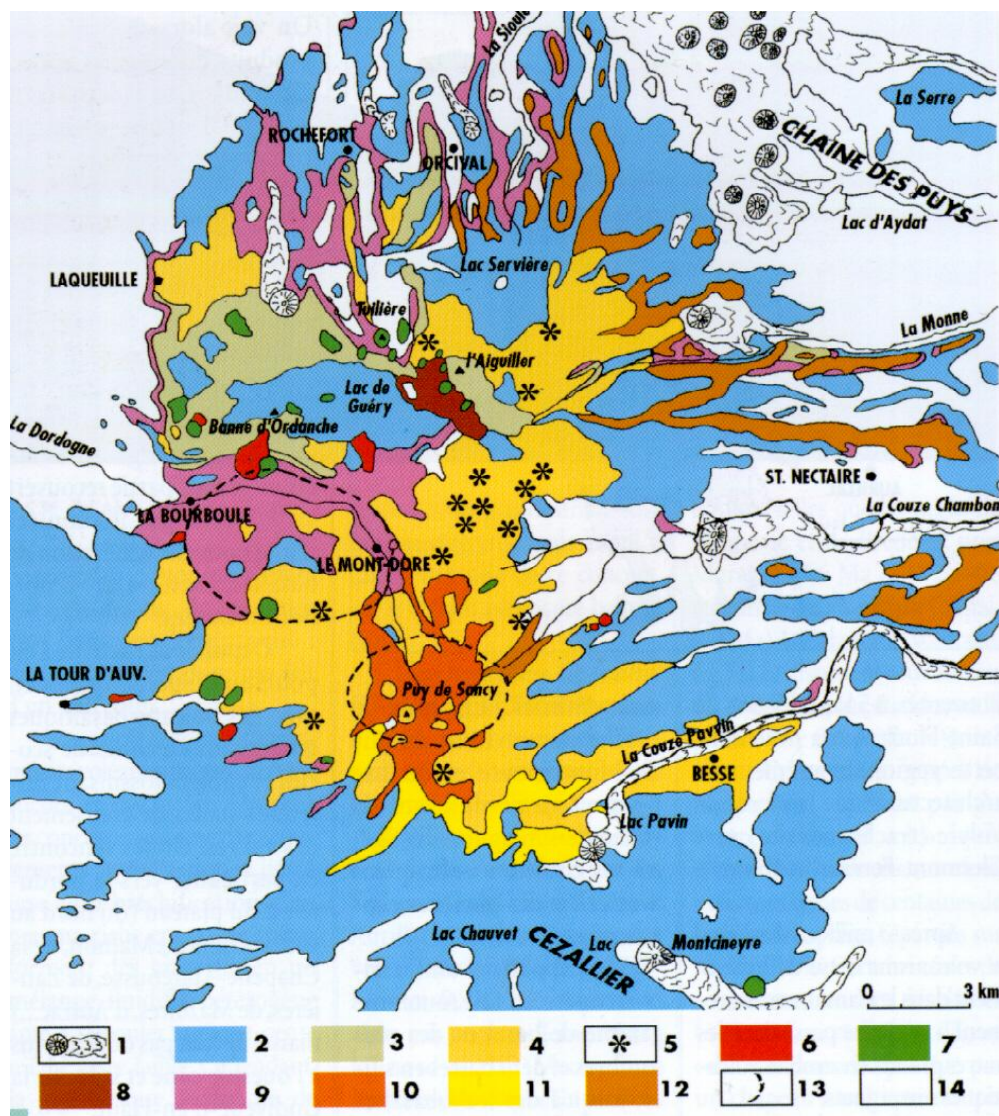 La Sioule
La Serre
ROCHEFORT
ORCIVAL
CHAINE DES PUYS
Lac d'Aydat
Lac Servière
LAQUEUILLE
Tuilière
La Monne
l'Aiguiller
Lac de
Guéry
Banne d'Ordanche
La Dordogne
ST. NECTAIRE
LA BOURBOULE
La Couze Chambon
LE MONT-DORE
LA TOUR D'AUV.
Puy de Sancy
La Couze Pavin
BESSE
Lac Pavin
Lac Chauvet
CEZALLIER
Lac
Montcineyre
0 3 km
1 2 3 4 5 6 7
8 9 10 11 12 13 14